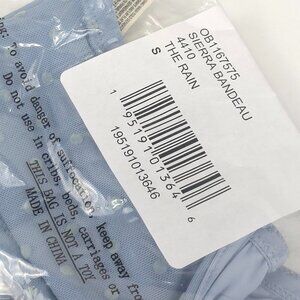 ing: To avoid danger of suffocation, keep away from
Do not use in cribs, beds, carriages or
THIS BAG IS NOT A TOY
MADE IN CHINA
OB1167575
SIERRA BANDEAU
4410
THE RAIN
S
1 95191 01364 6
195191013646